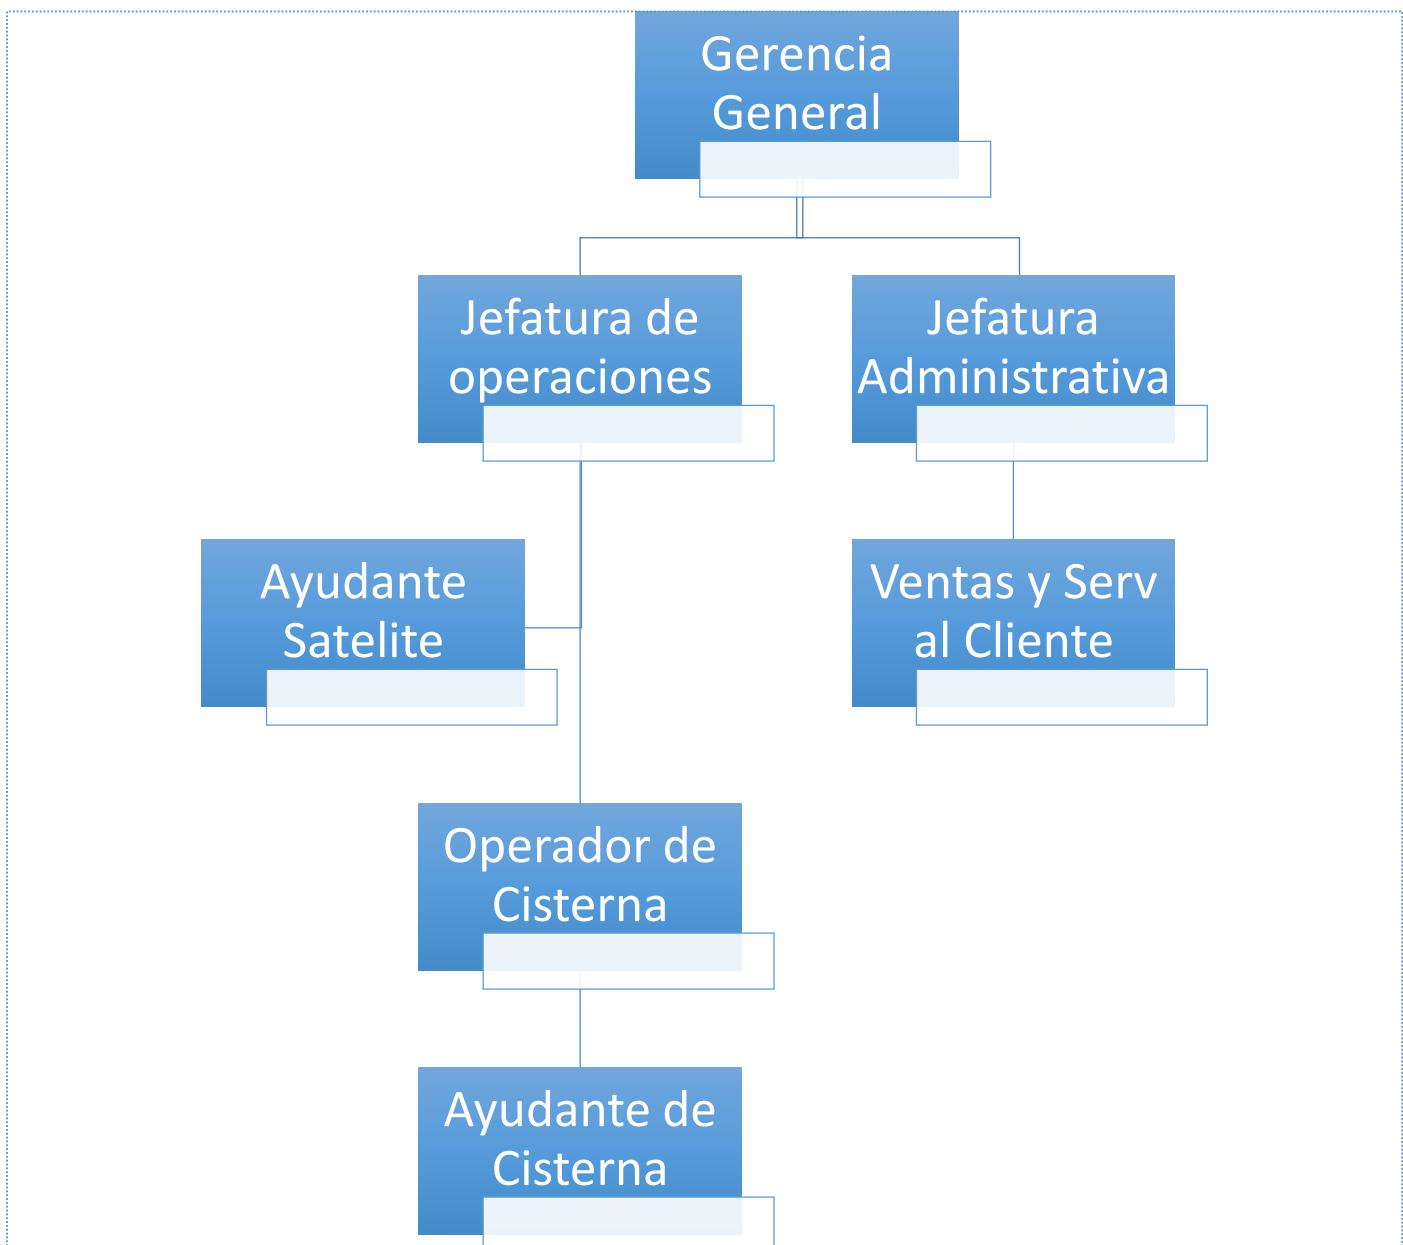 Gerencia
General
Jefatura de
operaciones
Jefatura
Administrativa
Ayudante
Satelite
Ventas y Serv
al Cliente
Operador de
Cisterna
Ayudante de
Cisterna